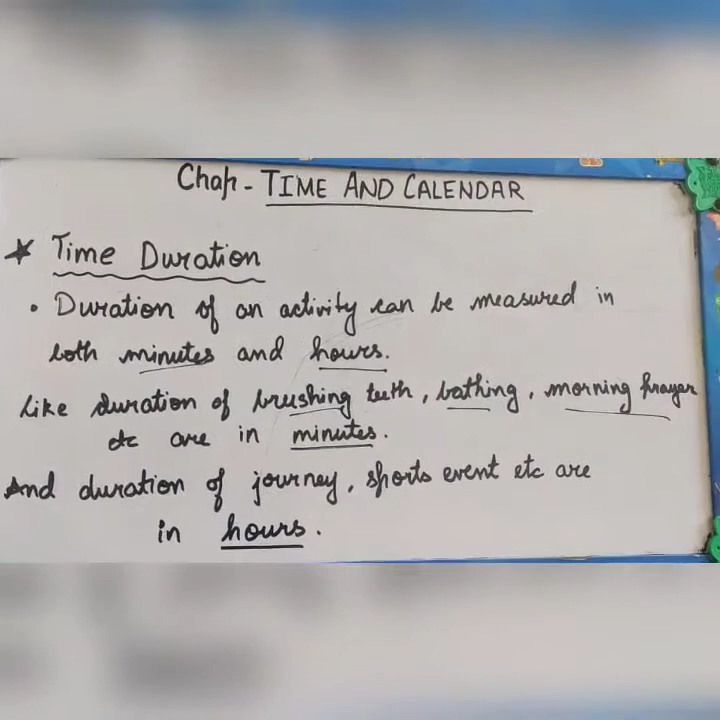 Chap - TIME AND CALENDAR
★ Time Duration
• Duration of an activity can be measured in
both minutes and hours.
Like duration of brushing teeth, bathing, morning prayer
etc are in minutes.
And duration of journey, sports event etc are
in hours.